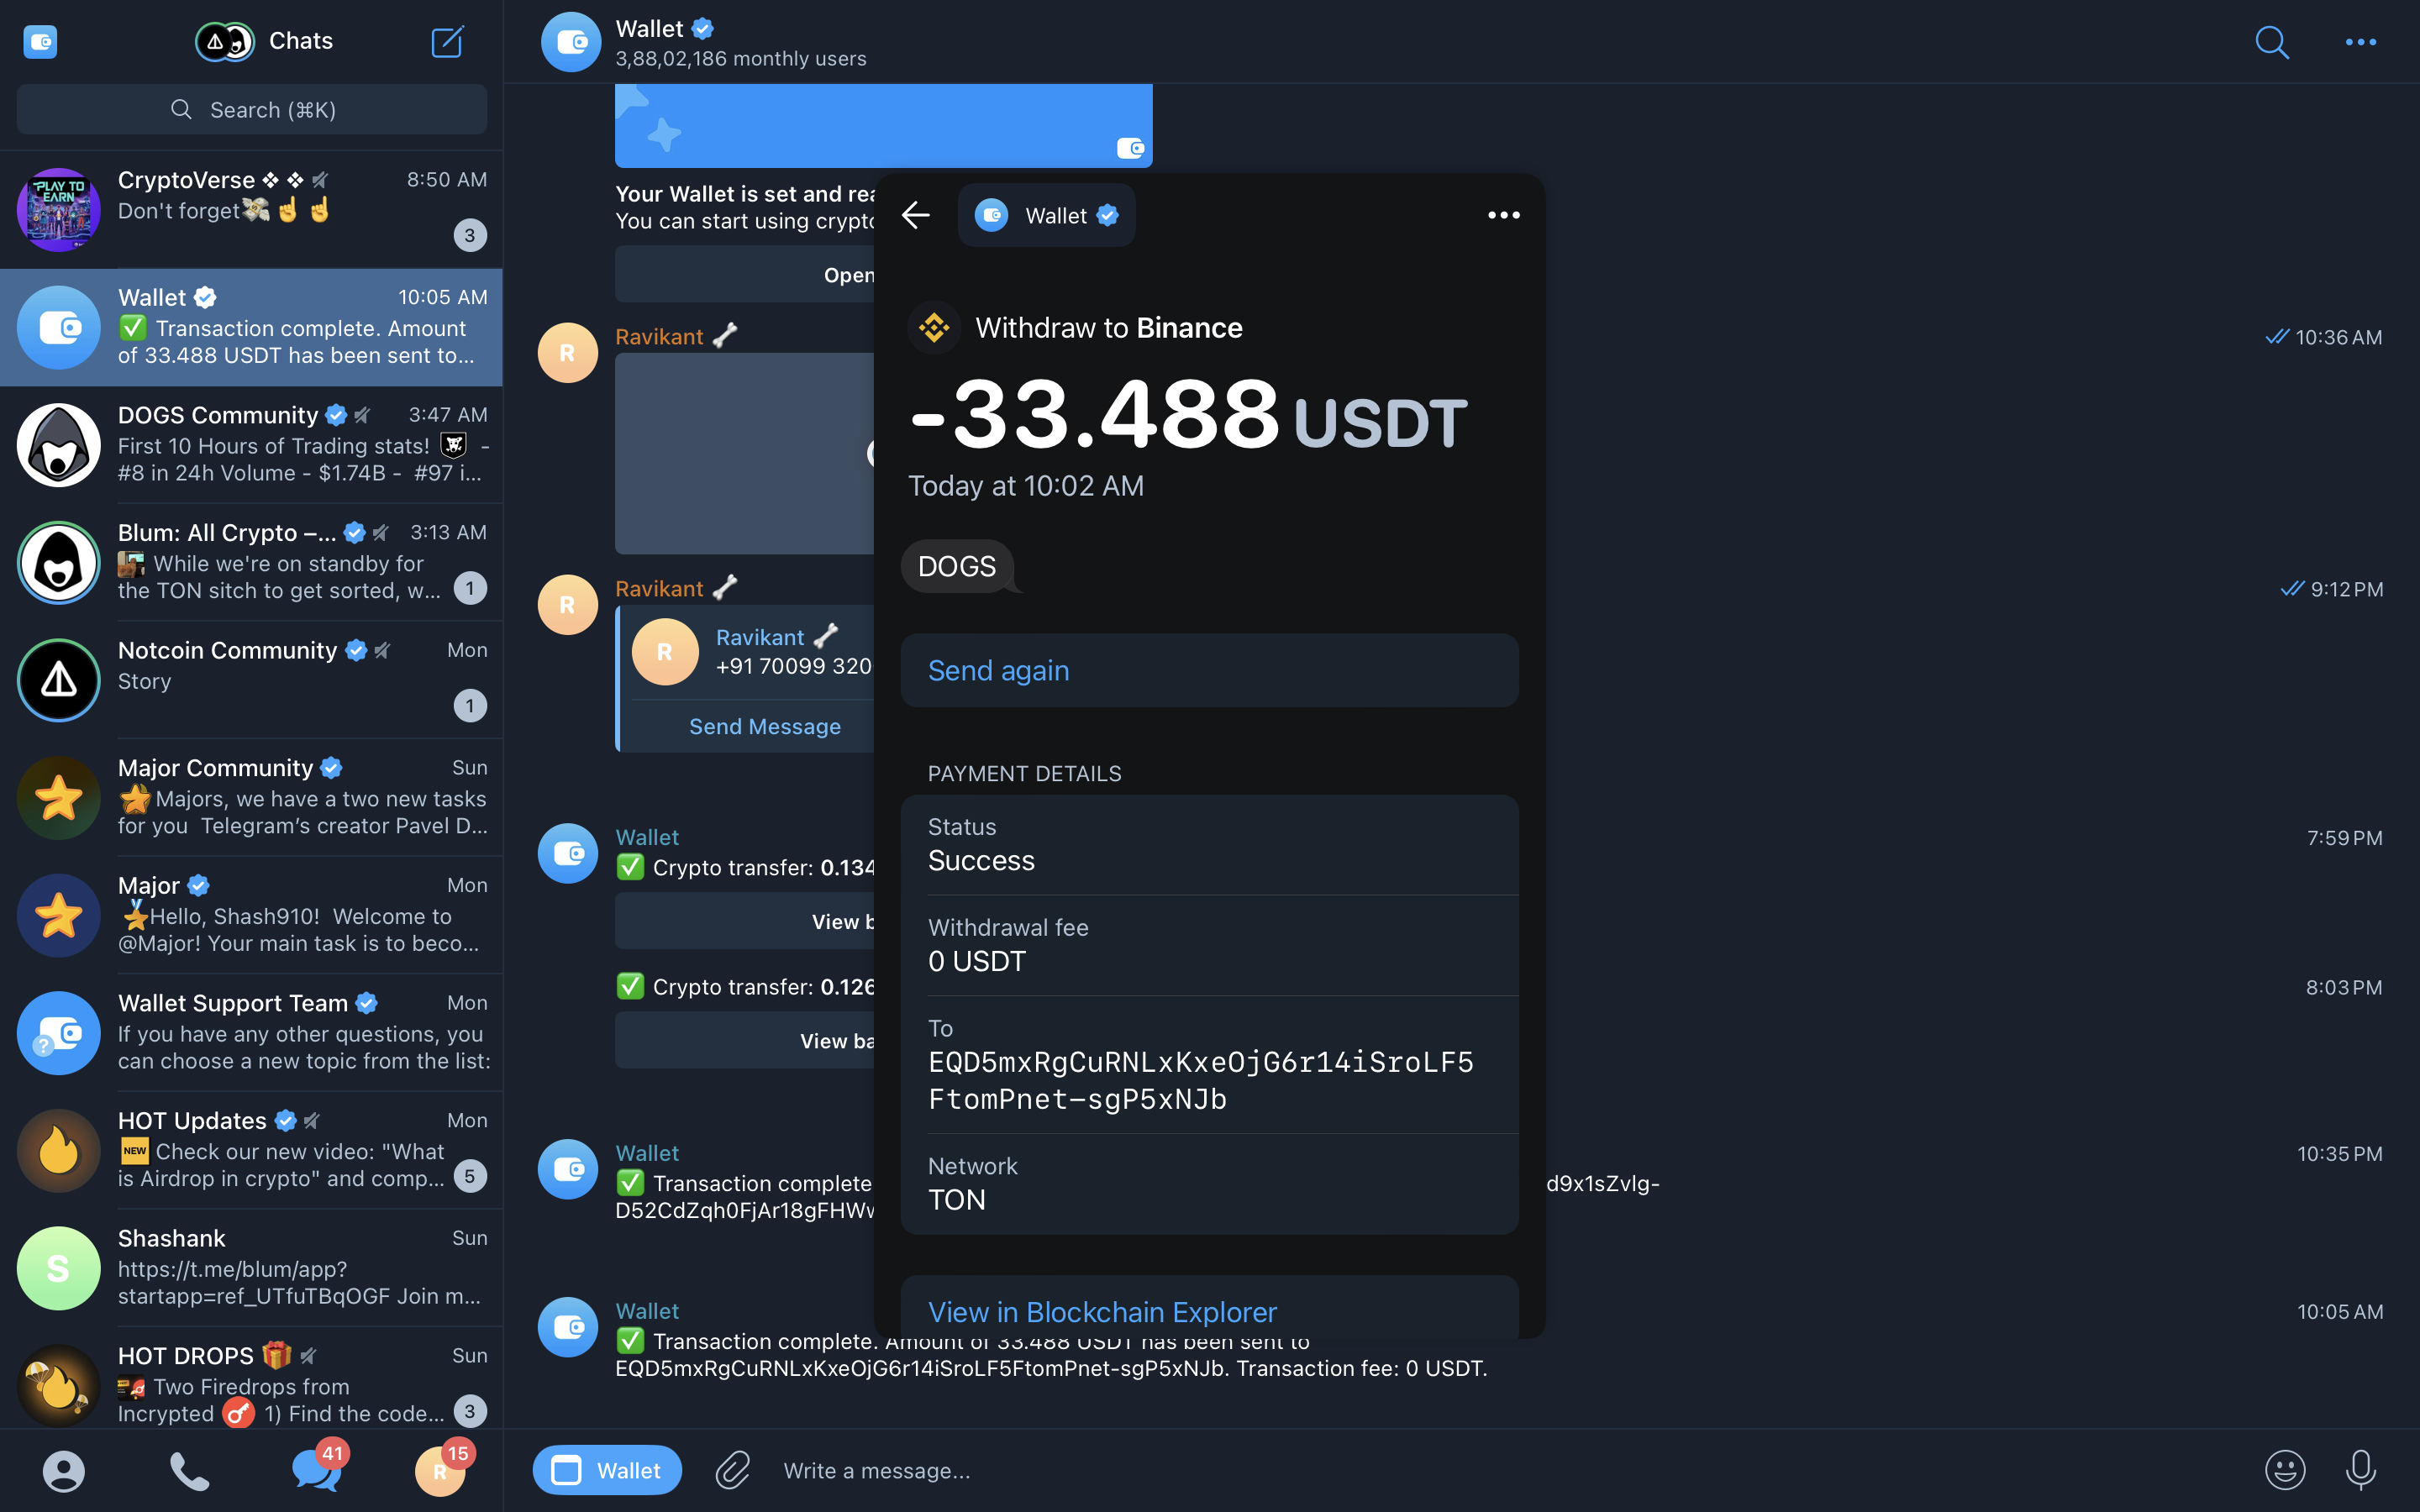 Chats
Search (⌘K)
CryptoVerse ❖ ❖
8:50 AM
Don't forget💸☝️☝️
3
PLAY TO
EARN
Wallet
10:05 AM
✅ Transaction complete. Amount
of 33.488 USDT has been sent to...
DOGS Community
3:47 AM
First 10 Hours of Trading stats! -
#8 in 24h Volume - $1.74B - #97 i...
Blum: All Crypto –...
3:13 AM
While we're on standby for
the TON sitch to get sorted, w...
1
Notcoin Community
Mon
Story
1
Major Community
Sun
Majors, we have a two new tasks
for you Telegram’s creator Pavel D...
Major
Mon
Hello, Shash910! Welcome to
@Major! Your main task is to beco...
Wallet Support Team
Mon
If you have any other questions, you
can choose a new topic from the list:
HOT Updates
Mon
NEW Check our new video: "What
is Airdrop in crypto" and comp...
5
S
Shashank
Sun
https://t.me/blum/app?
startapp=ref_UTfuTBqOGF Join m...
HOT DROPS 🎁
Sun
Two Firedrops from
Incrypted 1) Find the code...
3
41
R
15
Wallet
3,88,02,186 monthly users
Your Wallet is set and rea
You can start using crypto
Open
R
Ravikant 🦴
10:36 AM
R
Ravikant 🦴
9:12 PM
R
Ravikant 🦴
+91 70099 320
Send Message
Wallet
7:59 PM
✅ Crypto transfer: 0.134
View b
✅ Crypto transfer: 0.126
8:03 PM
View ba
Wallet
10:35 PM
✅ Transaction complete
d9x1sZvIg-
D52CdZqh0FjAr18gFHW
Wallet
10:05 AM
✅ Transaction complete. Amount of 33.488 USDT has been sent to
EQD5mxRgCuRNLxKxeOjG6r14iSroLF5FtomPnet-sgP5xNJb. Transaction fee: 0 USDT.
Wallet
Write a message...
Wallet
Withdraw to Binance
-33.488 USDT
Today at 10:02 AM
DOGS
Send again
PAYMENT DETAILS
Status
Success
Withdrawal fee
0 USDT
To
EQD5mxRgCuRNLxKxeOjG6r14iSroLF5
FtomPnet-sgP5xNJb
Network
TON
View in Blockchain Explorer